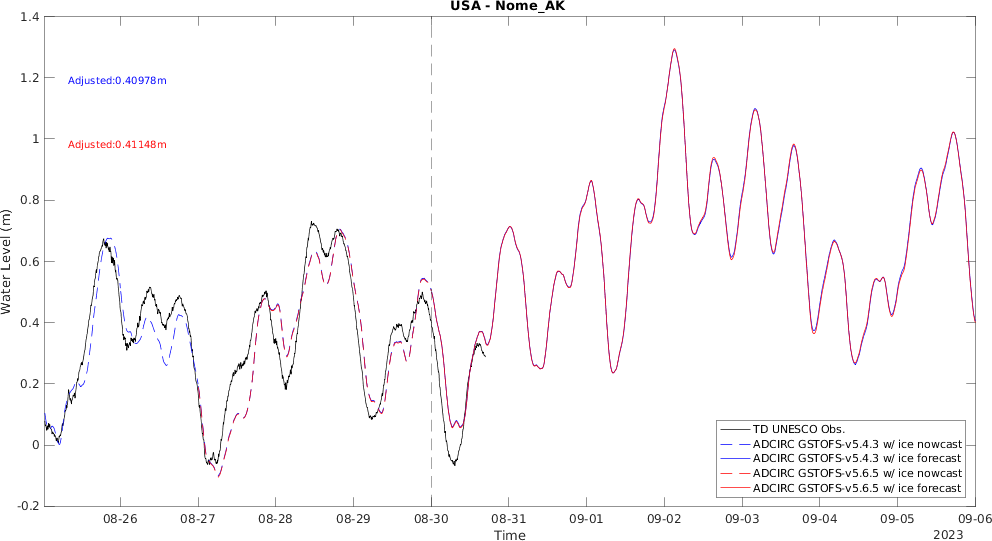 USA - Nome_AK
1.4
1.2
1
0.8
0.6
0.4
0.2
0
-0.2
Water Level (m)
Adjusted:0.40978m
Adjusted:0.41148m
TD UNESCO Obs.
ADCIRC GSTOFS-v5.4.3 w/ ice nowcast
ADCIRC GSTOFS-v5.4.3 w/ ice forecast
ADCIRC GSTOFS-v5.6.5 w/ ice nowcast
ADCIRC GSTOFS-v5.6.5 w/ ice forecast
08-26 08-27 08-28 08-29 08-30 08-31 09-01 09-02 09-03 09-04 09-05 09-06
Time
2023